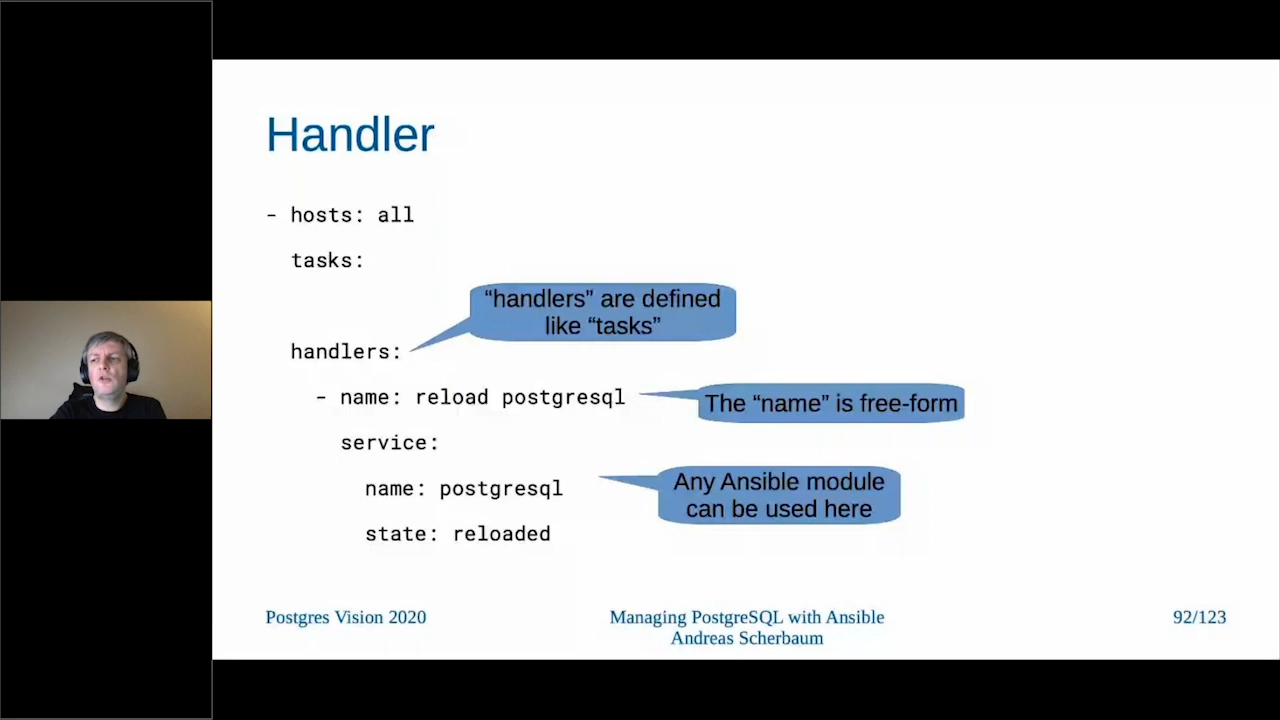 Handler
- hosts: all
tasks:
“handlers” are defined
like “tasks”
handlers:
- name: reload postgresql
The “name” is free-form
service:
Any Ansible module
can be used here
name: postgresql
state: reloaded
Postgres Vision 2020
Managing PostgreSQL with Ansible
Andreas Scherbaum
92/123